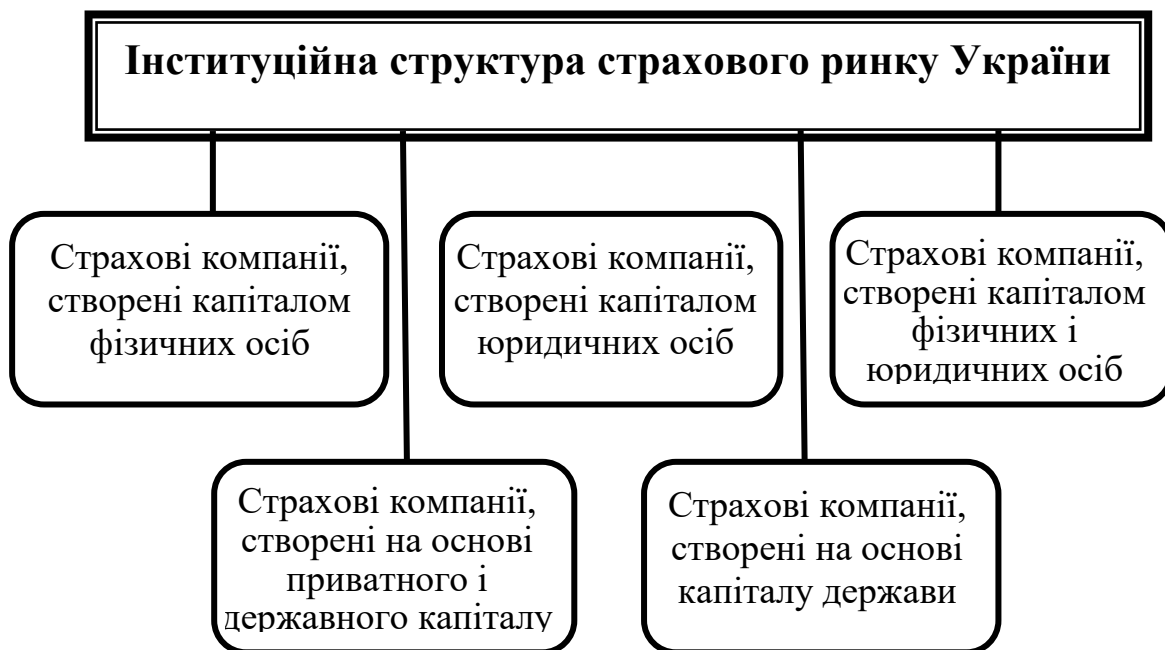 Інституційна структура страхового ринку України
Страхові компанії,
створені капіталом
фізичних осіб
Страхові компанії,
створені капіталом
юридичних осіб
Страхові компанії,
створені капіталом
фізичних і
юридичних осіб
Страхові компанії,
створені на основі
приватного і
державного капіталу
Страхові компанії,
створені на основі
капіталу держави